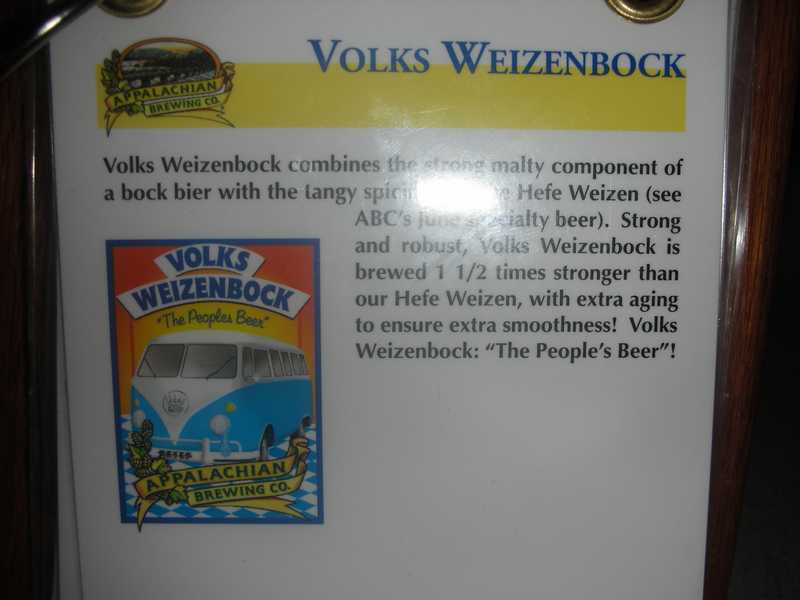 VOLKS WEIZENBOCK
APPALACHIAN
BREWING CO.
Volks Weizenbock combines the strong malty component of
a bock bier with the tangy Hefe Weizen (see
ABC's June specialty beer). Strong
and robust, Volks Weizenbock is
brewed 1 1/2 times stronger than
our Hefe Weizen, with extra aging
to ensure extra smoothness! Volks
Weizenbock: “The People's Beer”!
VOLKS
WEIZENBOCK
"The Peoples Beer"
APPALACHIAN
BREWING CO.